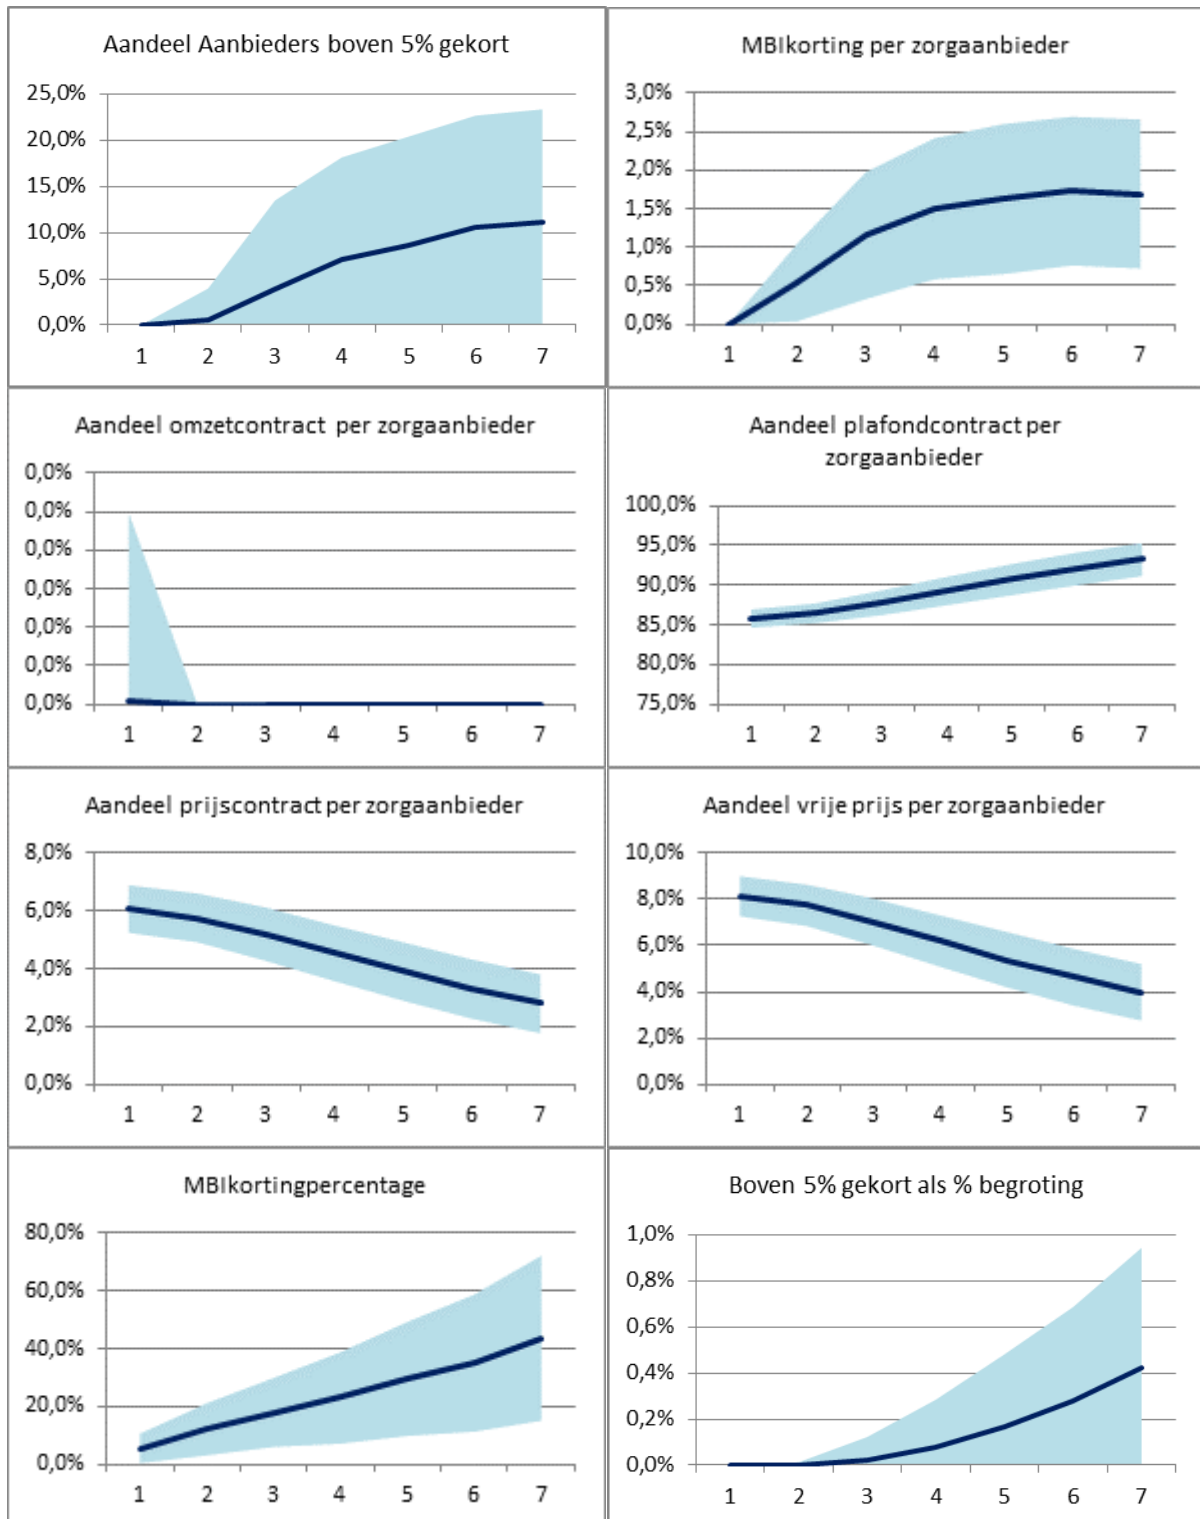 Aandeel Aanbieders boven 5% gekort
25,0%
20,0%
15,0%
10,0%
5,0%
0,0%
1 2 3 4 5 6 7
MBIkorting per zorgaanbieder
3,0%
2,5%
2,0%
1,5%
1,0%
0,5%
0,0%
1 2 3 4 5 6 7
Aandeel omzetcontract per zorgaanbieder
0,0%
0,0%
0,0%
0,0%
0,0%
0,0%
0,0%
1 2 3 4 5 6 7
Aandeel plafondcontract per
zorgaanbieder
100,0%
95,0%
90,0%
85,0%
80,0%
75,0%
1 2 3 4 5 6 7
Aandeel prijscontract per zorgaanbieder
8,0%
6,0%
4,0%
2,0%
0,0%
1 2 3 4 5 6 7
Aandeel vrije prijs per zorgaanbieder
10,0%
8,0%
6,0%
4,0%
2,0%
0,0%
1 2 3 4 5 6 7
MBIkortingpercentage
80,0%
60,0%
40,0%
20,0%
0,0%
1 2 3 4 5 6 7
Boven 5% gekort als % begroting
1,0%
0,8%
0,6%
0,4%
0,2%
0,0%
1 2 3 4 5 6 7